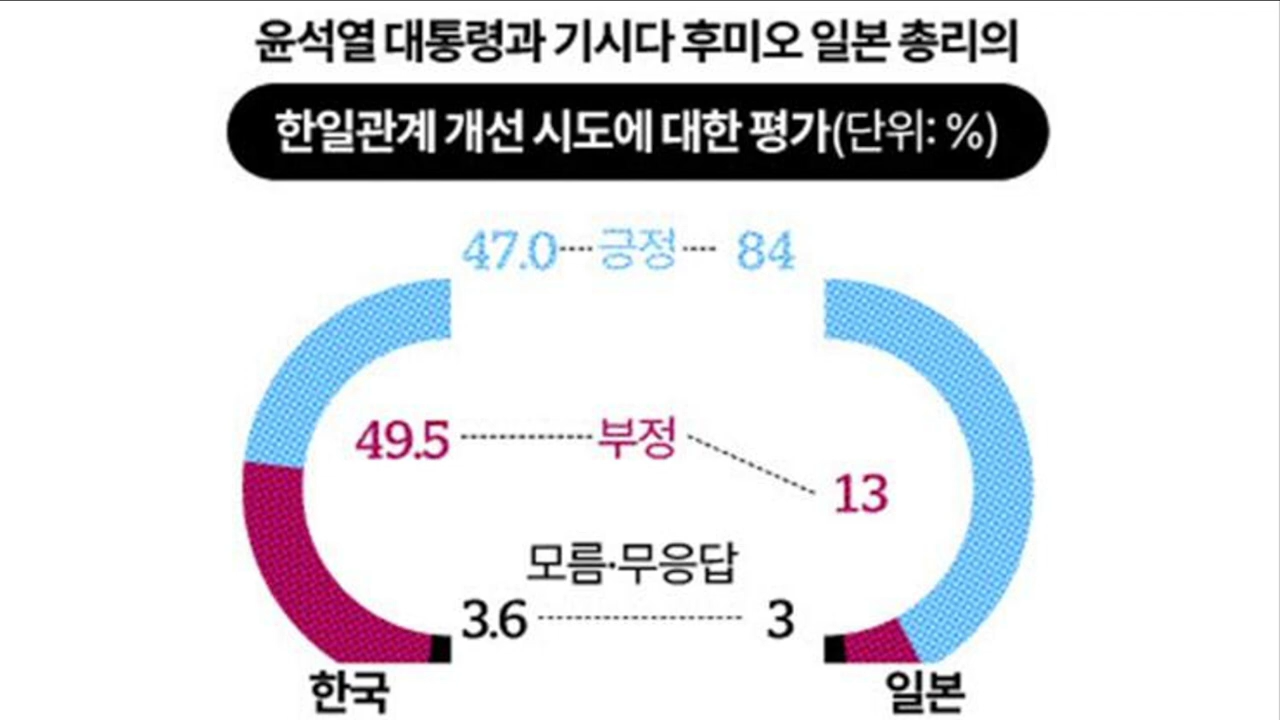 윤석열 대통령과 기시다 후미오 일본 총리의
한일관계 개선 시도에 대한 평가(단위: %)
47.0 긍정 84
49.5 부정 13
모름·무응답
3.6 3
한국 일본